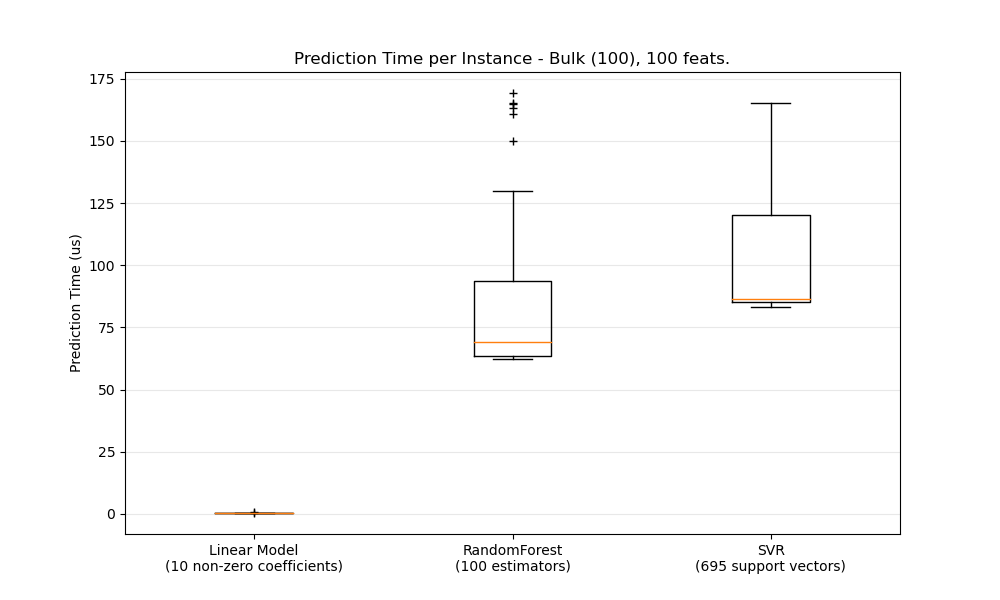 Prediction Time per Instance - Bulk (100), 100 feats.
175
150
125
100
75
50
25
0
Prediction Time (us)
Linear Model
(10 non-zero coefficients)
RandomForest
(100 estimators)
SVR
(695 support vectors)